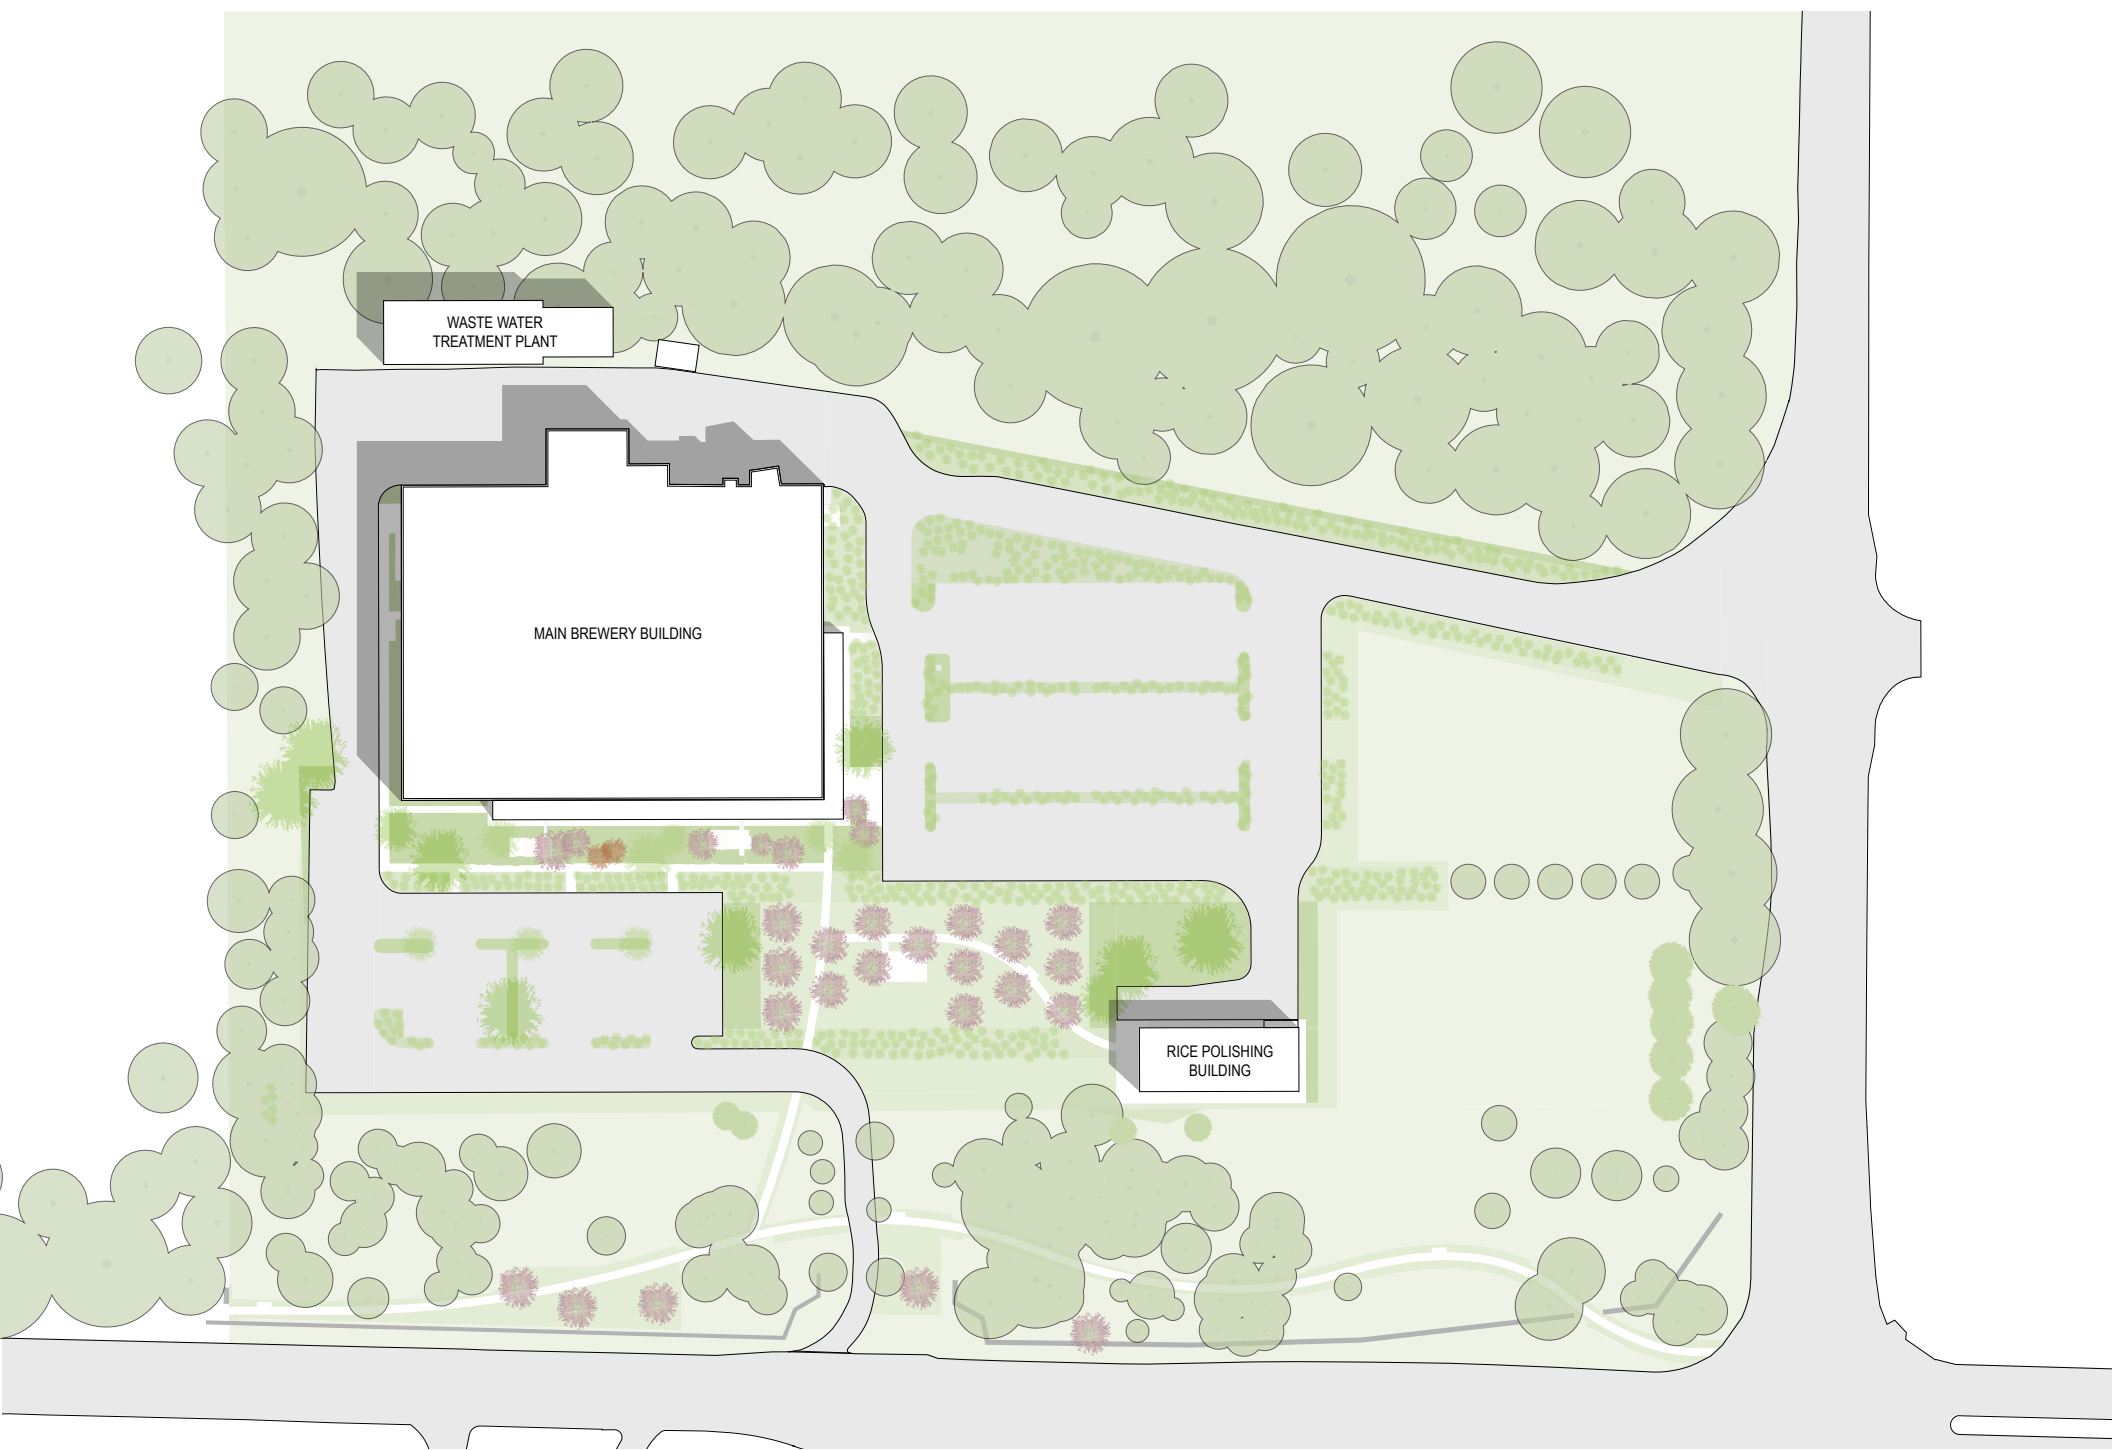 WASTE WATER
TREATMENT PLANT
MAIN BREWERY BUILDING
RICE POLISHING
BUILDING